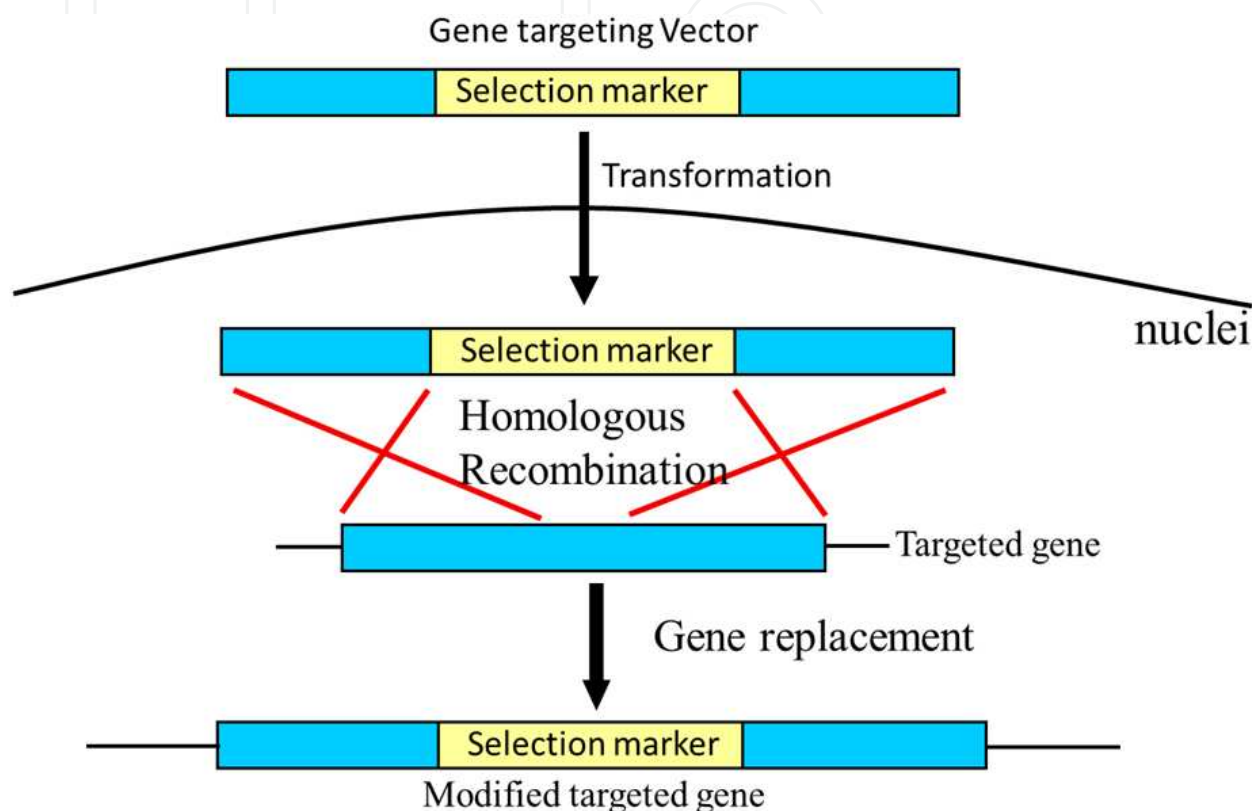 Gene targeting Vector
Selection marker
Transformation
nuclei
Selection marker
Homologous
Recombination
Targeted gene
Gene replacement
Selection marker
Modified targeted gene